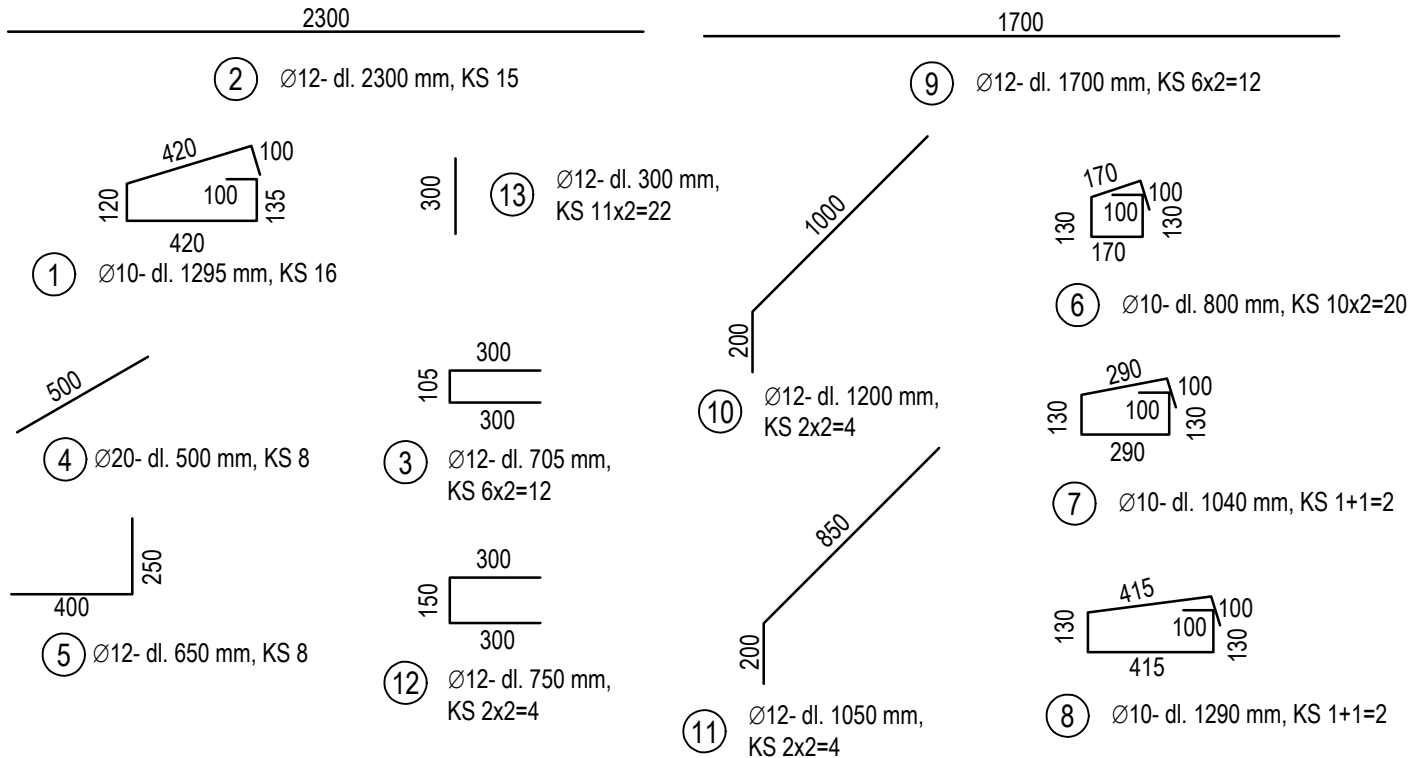 2300
2 Ø12- dl. 2300 mm, KS 15
420
100
120
100
135
420
1 Ø10- dl. 1295 mm, KS 16
300
13 Ø12- dl. 300 mm,
KS 11x2=22
500
4 Ø20- dl. 500 mm, KS 8
300
105
300
3 Ø12- dl. 705 mm,
KS 6x2=12
250
400
5 Ø12- dl. 650 mm, KS 8
300
150
300
12 Ø12- dl. 750 mm,
KS 2x2=4
1700
9 Ø12- dl. 1700 mm, KS 6x2=12
1000
200
10 Ø12- dl. 1200 mm,
KS 2x2=4
850
200
11 Ø12- dl. 1050 mm,
KS 2x2=4
170
100
130
100
130
170
6 Ø10- dl. 800 mm, KS 10x2=20
290
100
130
100
130
290
7 Ø10- dl. 1040 mm, KS 1+1=2
415
100
130
100
130
415
8 Ø10- dl. 1290 mm, KS 1+1=2